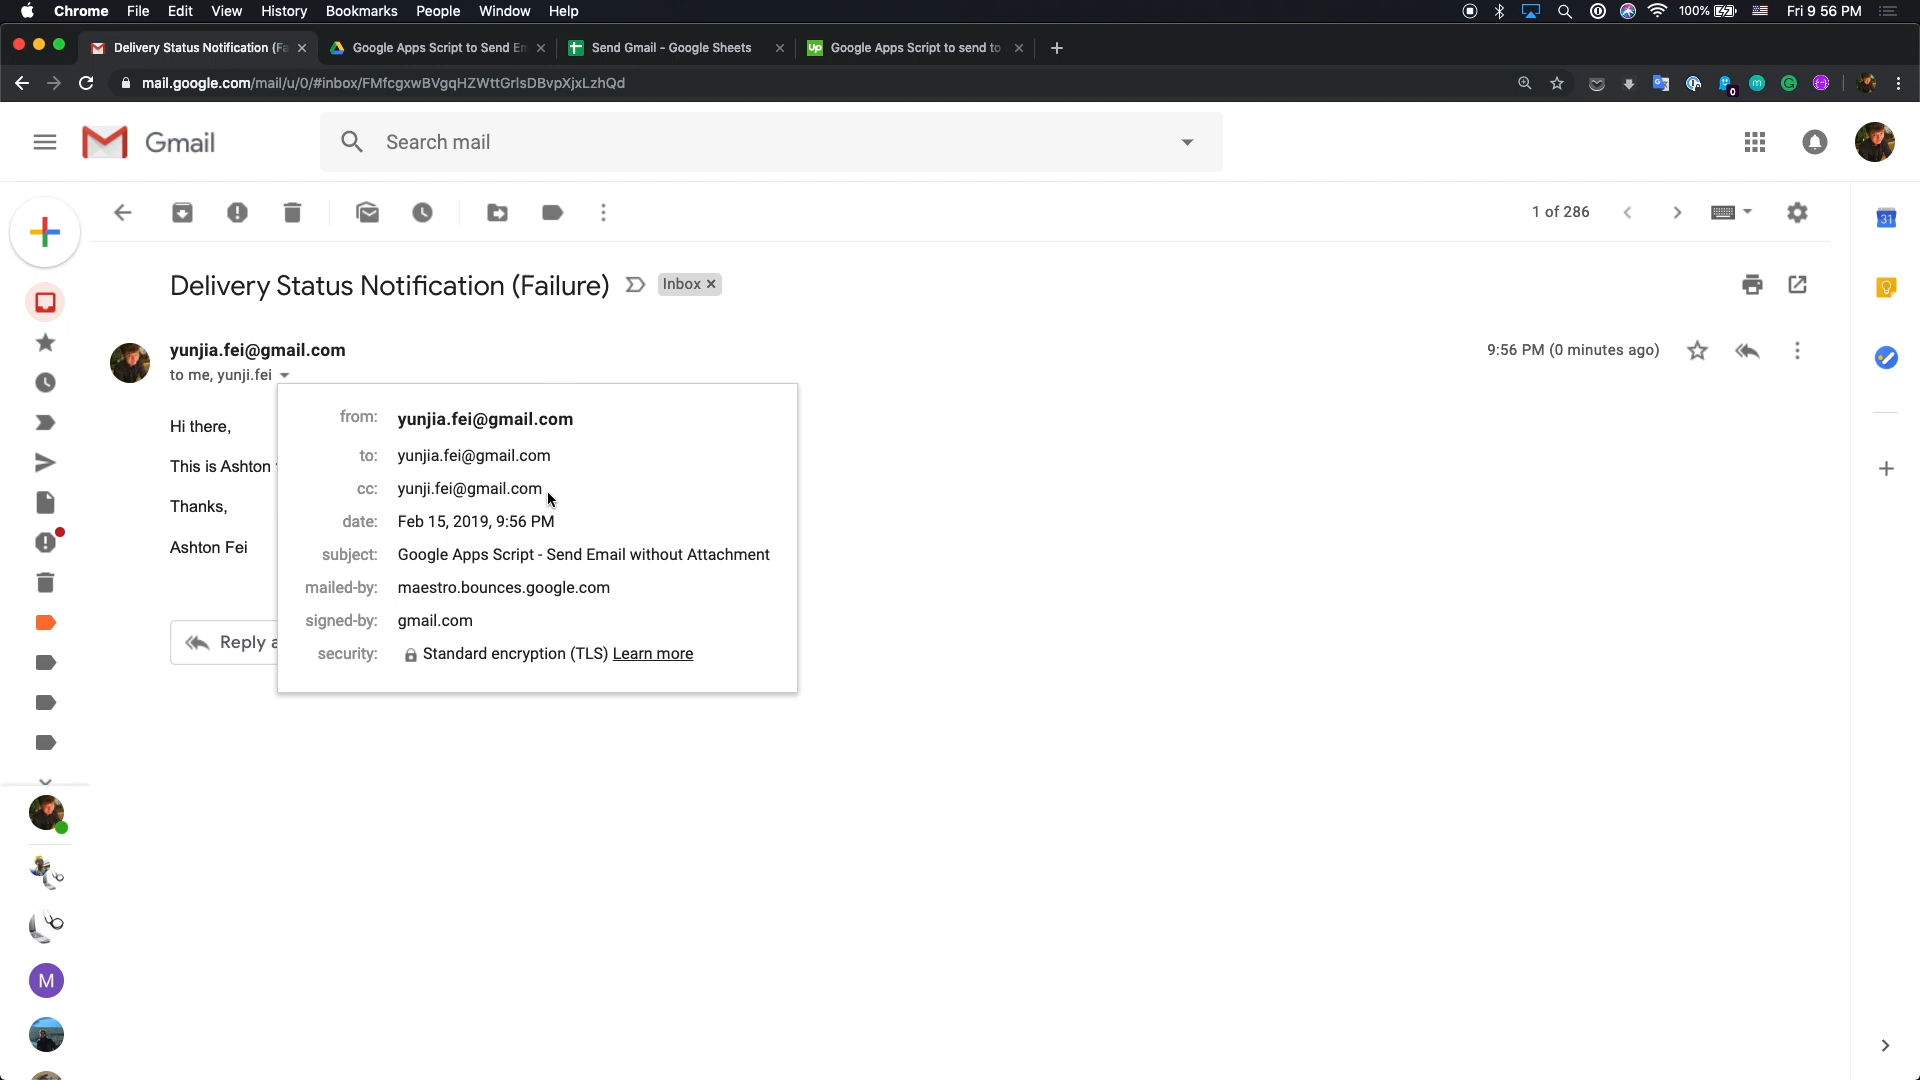 Chrome File Edit View History Bookmarks People Window Help 100% Fri 9 56 PM
Delivery Status Notification (Fa Google Apps Script to Send Em Send Gmail - Google Sheets Up Google Apps Script to send to
mail.google.com/mail/u/0/#inbox/FMfcgxwBVgqHZWttGrlsDBvpXjxLzhQd 0
Gmail Search mail
1 of 286 31
Delivery Status Notification (Failure) Inbox ×
yunjia.fei@gmail.com 9:56 PM (0 minutes ago)
to me, yunji.fei
from: yunjia.fei@gmail.com
Hi there,
to: yunjia.fei@gmail.com
This is Ashton
cc: yunji.fei@gmail.com
Thanks,
date: Feb 15, 2019, 9:56 PM
Ashton Fei
subject: Google Apps Script - Send Email without Attachment
mailed-by: maestro.bounces.google.com
signed-by: gmail.com
Reply a
security: Standard encryption (TLS) Learn more
M